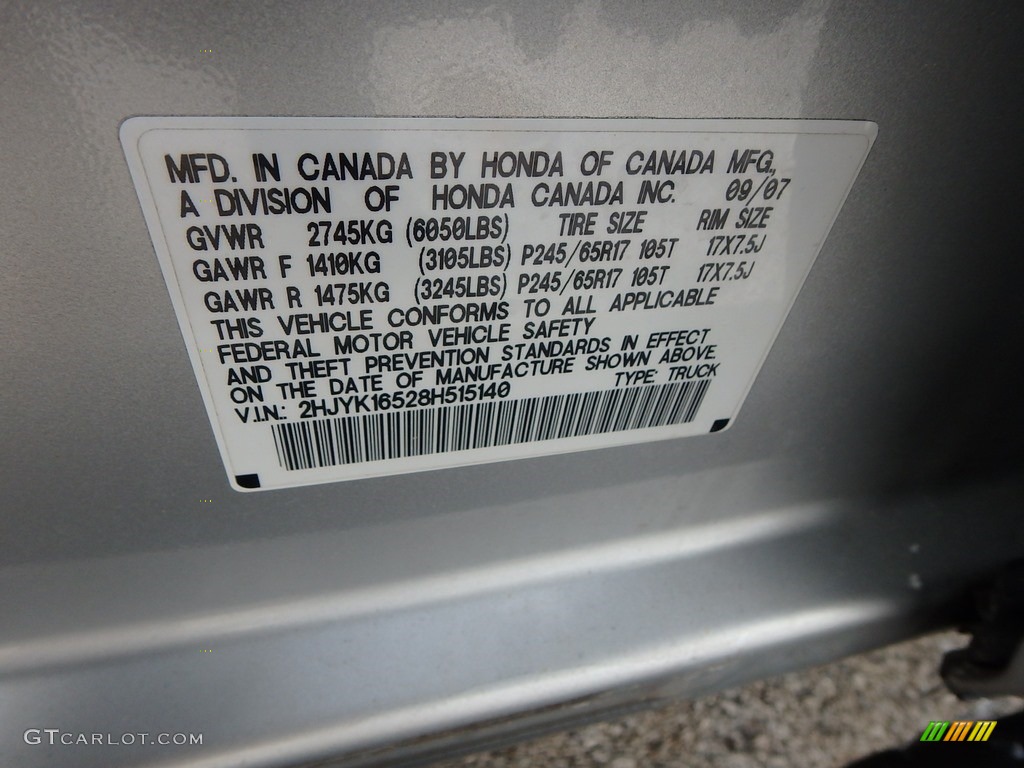 MFD. IN CANADA BY HONDA OF CANADA MFG.,
A DIVISION OF HONDA CANADA INC. 09/07
GVWR 2745KG (6050LBS) TIRE SIZE RIM SIZE
GAWR F 1410KG (3105LBS) P245/65R17 105T 17X7.5J
GAWR R 1475KG (3245LBS) P245/65R17 105T 17X7.5J
THIS VEHICLE CONFORMS TO ALL APPLICABLE
FEDERAL MOTOR VEHICLE SAFETY
AND THEFT PREVENTION STANDARDS IN EFFECT
ON THE DATE OF MANUFACTURE SHOWN ABOVE
V.I.N.: 2HJYK16528H515140 TYPE: TRUCK
GTCARLOT.COM